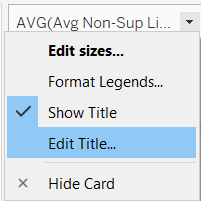 AVG(Avg Non-Sup Li...
Edit sizes...
Format Legends...
Show Title
Edit Title...
Hide Card